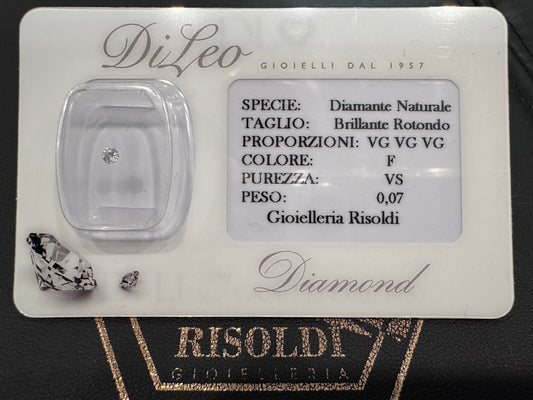 DiLeo
GIOIELLI DAL 1957
SPECIE: Diamante Naturale
TAGLIO: Brillante Rotondo
PROPORZIONI: VG VG VG
COLORE: F
PUREZZA: VS
PESO: 0,07
Gioielleria Risoldi
Diamond
RISOLDI
GIOIELLERIA